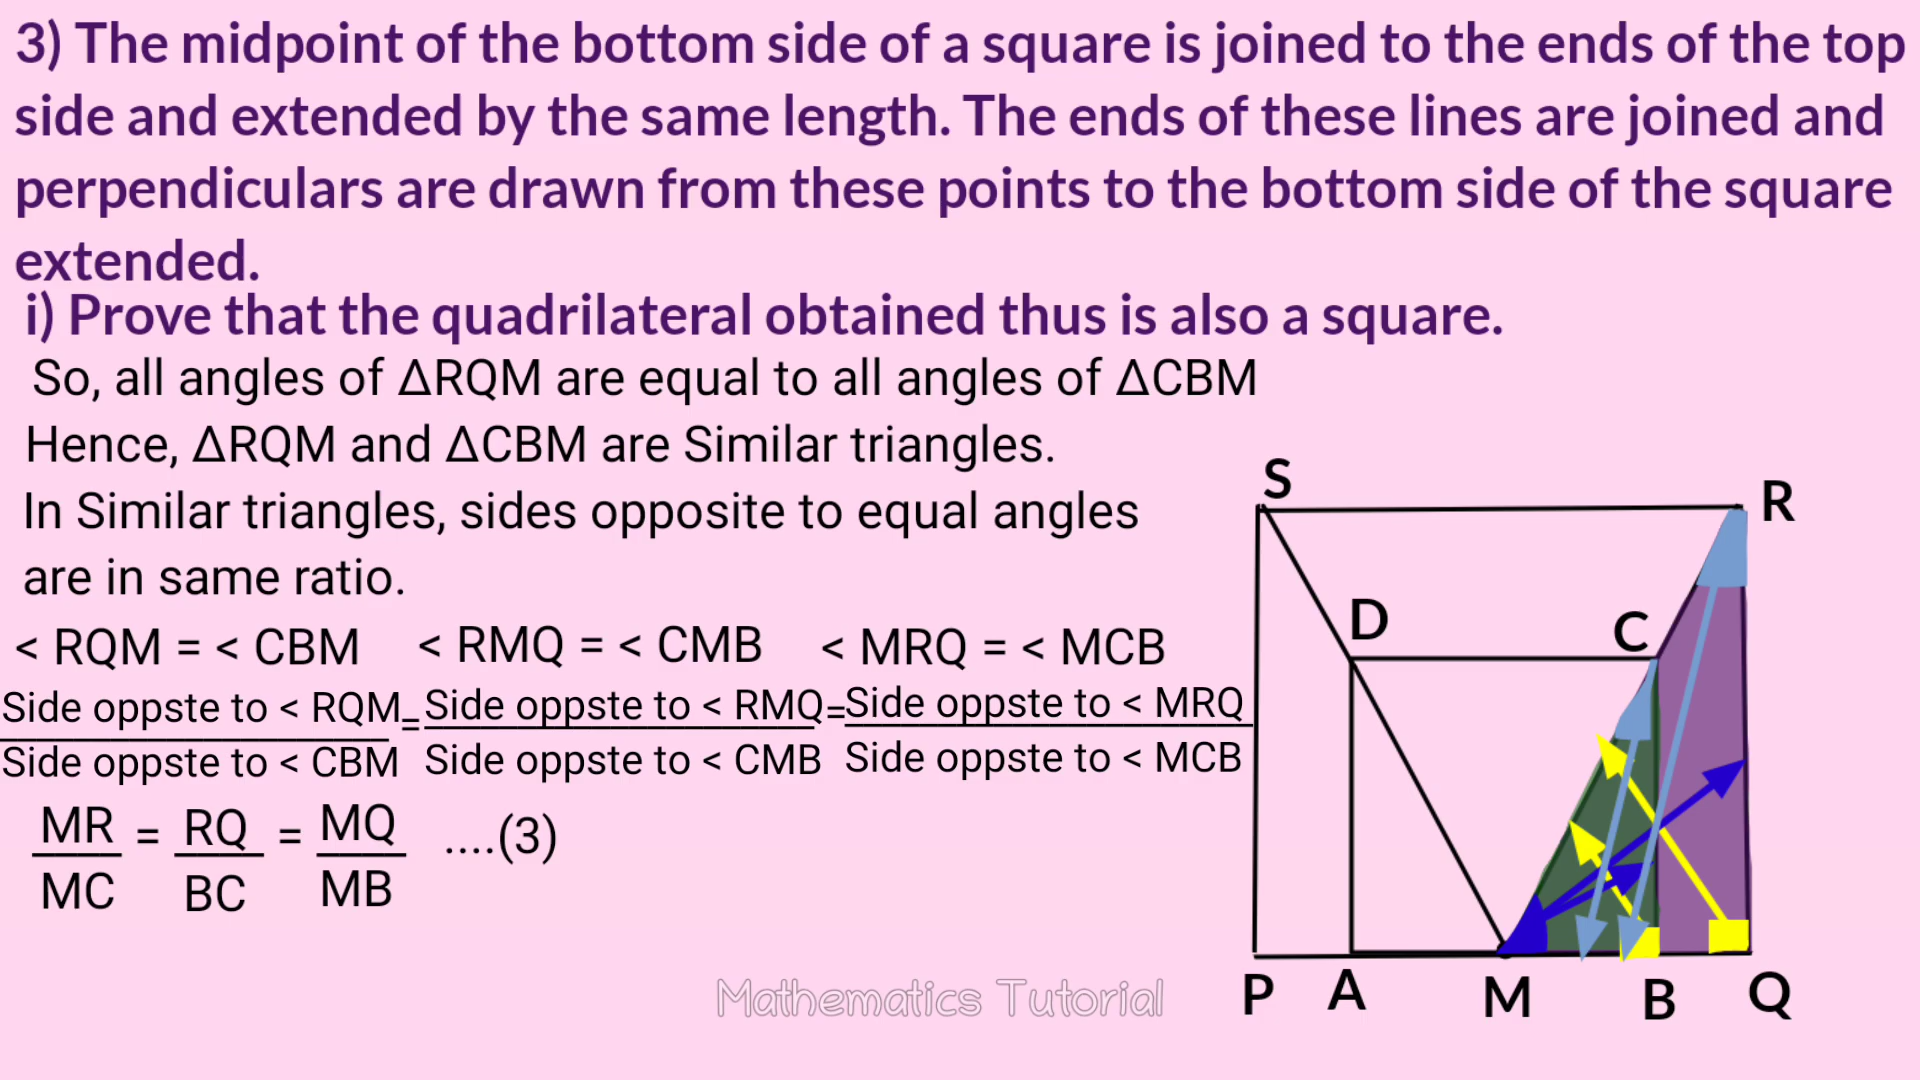 3) The midpoint of the bottom side of a square is joined to the ends of the top
side and extended by the same length. The ends of these lines are joined and
perpendiculars are drawn from these points to the bottom side of the square
extended.
i) Prove that the quadrilateral obtained thus is also a square.
So, all angles of ΔRQM are equal to all angles of ΔCBM
Hence, ΔRQM and ΔCBM are Similar triangles.
In Similar triangles, sides opposite to equal angles
are in same ratio.
< RQM = < CBM < RMQ = < CMB < MRQ = < MCB
Side oppste to < RQM = Side oppste to < RMQ = Side oppste to < MRQ
Side oppste to < CBM Side oppste to < CMB Side oppste to < MCB
MR = RQ = MQ ....(3)
MC BC MB
S
R
D
C
P A M B Q
Mathematics Tutorial